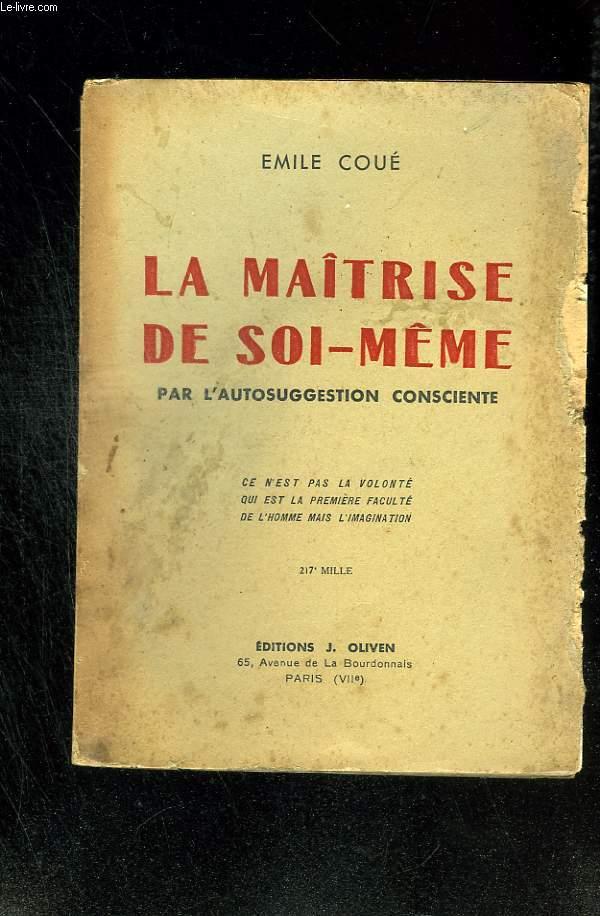 Le-livre.com
EMILE COUÉ
LA MAÎTRISE
DE SOI-MÊME
PAR L'AUTOSUGGESTION CONSCIENTE
CE N'EST PAS LA VOLONTÉ
QUI EST LA PREMIÈRE FACULTÉ
DE L'HOMME MAIS L'IMAGINATION
217e MILLE
ÉDITIONS J. OLIVEN
65, Avenue de La Bourdonnais
PARIS (VIIe)